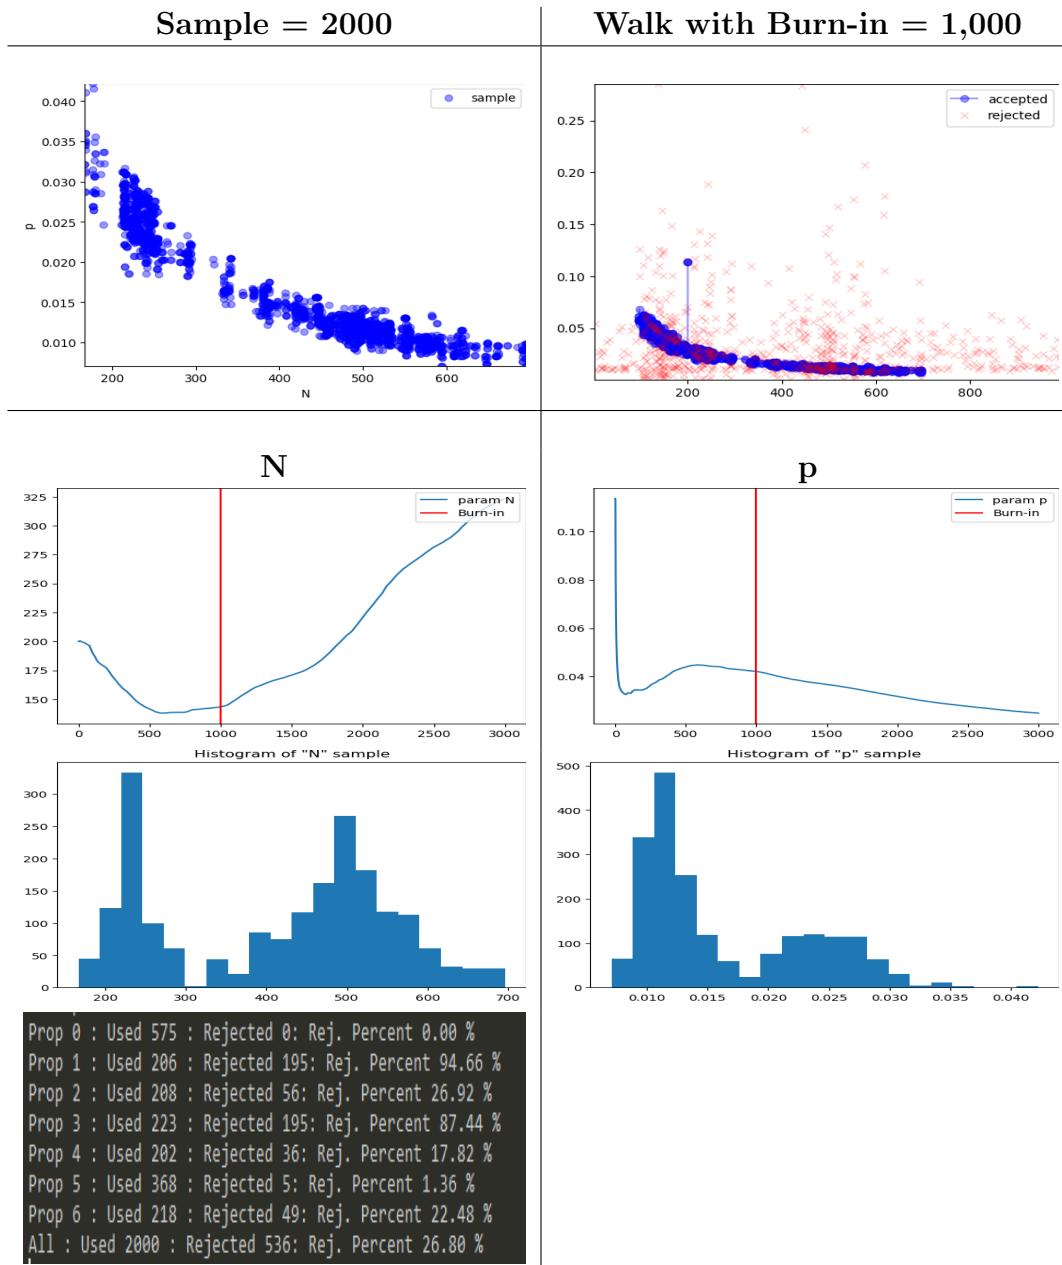 Sample = 2000
Walk with Burn-in = 1,000
sample
0.040
0.035
0.030
0.025
0.020
0.015
0.010
p
200 300 400 500 600
N
accepted
rejected
0.25
0.20
0.15
0.10
0.05
200 400 600 800
N
param N
Burn-in
325
300
275
250
225
200
175
150
0 500 1000 1500 2000 2500 3000
p
param p
Burn-in
0.10
0.08
0.06
0.04
0 500 1000 1500 2000 2500 3000
Histogram of "N" sample
300
250
200
150
100
50
0
200 300 400 500 600 700
Histogram of "p" sample
500
400
300
200
100
0
0.010 0.015 0.020 0.025 0.030 0.035 0.040
Prop 0 : Used 575 : Rejected 0: Rej. Percent 0.00 %
Prop 1 : Used 206 : Rejected 195: Rej. Percent 94.66 %
Prop 2 : Used 208 : Rejected 56: Rej. Percent 26.92 %
Prop 3 : Used 223 : Rejected 195: Rej. Percent 87.44 %
Prop 4 : Used 202 : Rejected 36: Rej. Percent 17.82 %
Prop 5 : Used 368 : Rejected 5: Rej. Percent 1.36 %
Prop 6 : Used 218 : Rejected 49: Rej. Percent 22.48 %
All : Used 2000 : Rejected 536: Rej. Percent 26.80 %